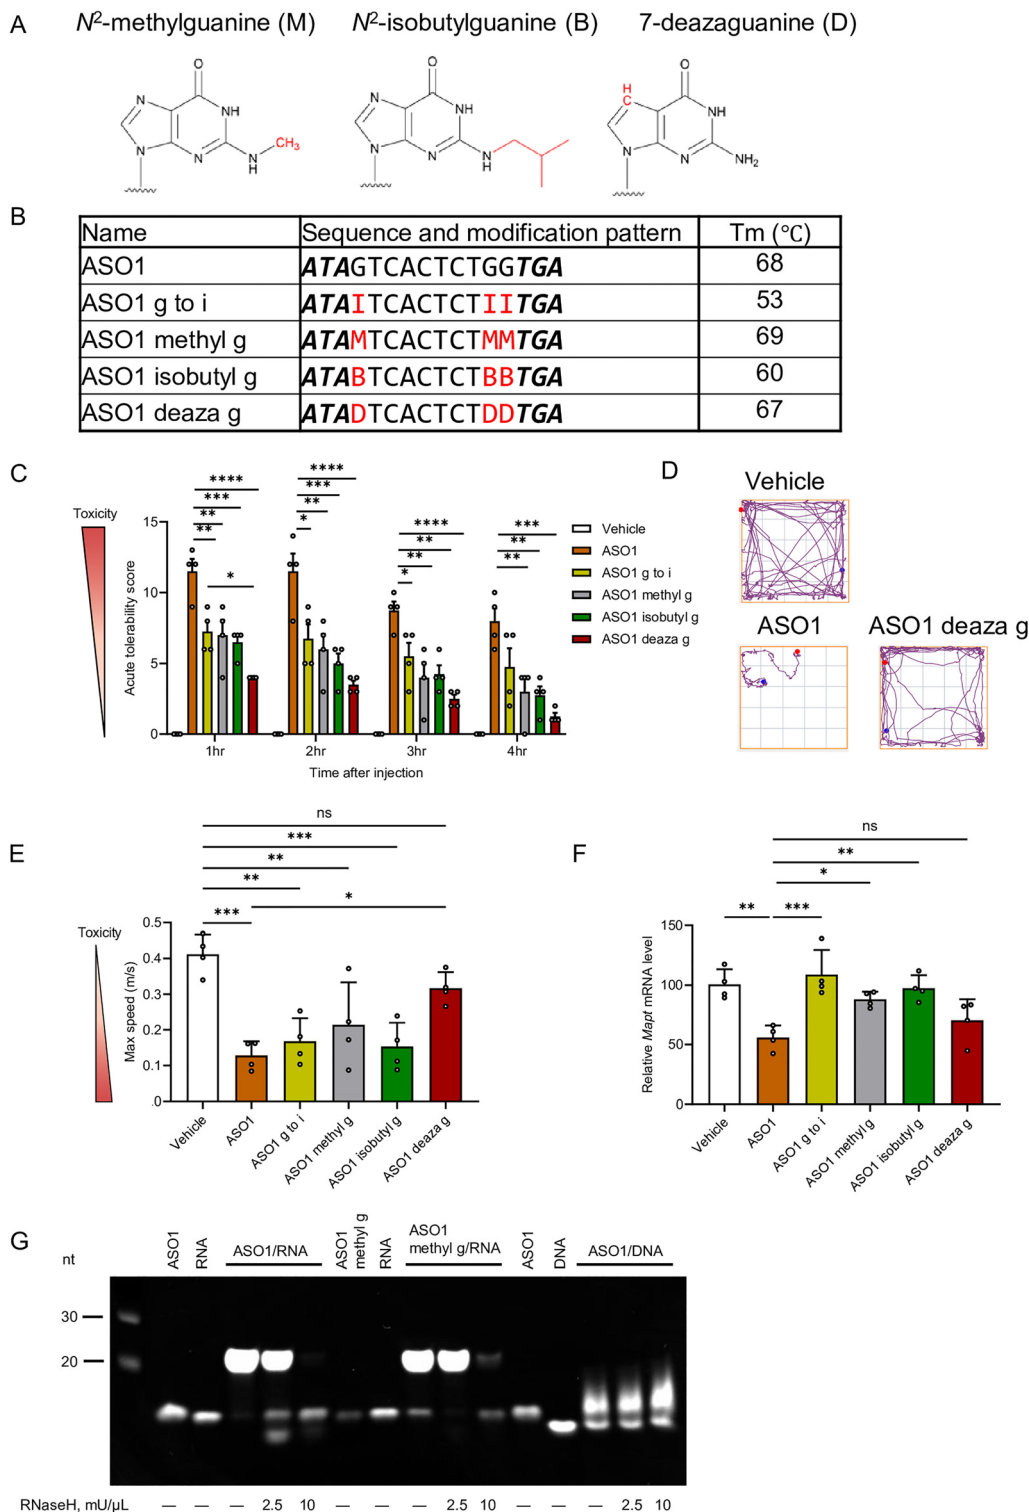 A
N²-methylguanine (M) N²-isobutylguanine (B) 7-deazaguanine (D)
O
N
NH
N
N
N
H
CH₃
O
N
NH
N
N
N
H
O
H
C
NH
N
N
NH₂
B
Name Sequence and modification pattern Tm (℃)
ASO1 ATAGTCACTCTGGTGA 68
ASO1 g to i ATAITCACTCTIITGA 53
ASO1 methyl g ATAMTCACTCTMMTGA 69
ASO1 isobutyl g ATABTCACTCTBBTGA 60
ASO1 deaza g ATADTCACTCTDDTGA 67
C
Toxicity
Acute tolerability score
15
10
5
0
**** *** ** ** *
**** *** ** *
**** ** ** *
*** ** **
1hr 2hr 3hr 4hr
Time after injection
Vehicle
ASO1
ASO1 g to i
ASO1 methyl g
ASO1 isobutyl g
ASO1 deaza g
D
Vehicle
ASO1 ASO1 deaza g
E
Toxicity
ns
***
**
**
*** *
Max speed (m/s)
0.5
0.4
0.3
0.2
0.1
.0
Vehicle
ASO1
ASO1 g to i
ASO1 methyl g
ASO1 isobutyl g
ASO1 deaza g
F
ns
**
*
** ***
Relative Mapt mRNA level
150
100
50
0
Vehicle
ASO1
ASO1 g to i
ASO1 methyl g
ASO1 isobutyl g
ASO1 deaza g
G
nt
ASO1
RNA
ASO1/RNA
ASO1
methyl g
RNA
ASO1
methyl g/RNA
ASO1
DNA
ASO1/DNA
30 —
20 —
RNaseH, mU/µL — — — 2.5 10 — — — 2.5 10 — — — 2.5 10